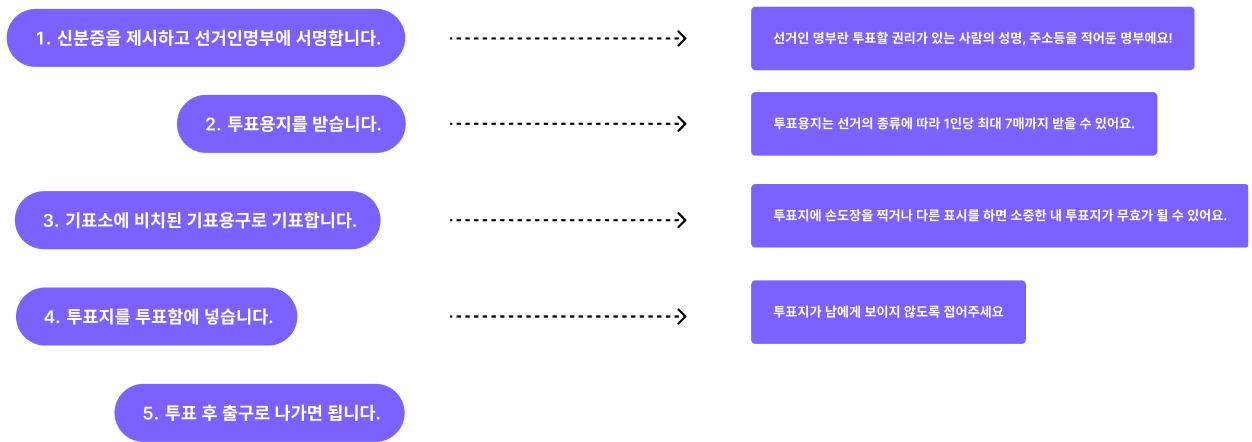 1. 신분증을 제시하고 선거인명부에 서명합니다.
선거인 명부란 투표할 권리가 있는 사람의 성명, 주소등을 적어둔 명부에요!
2. 투표용지를 받습니다.
투표용지는 선거의 종류에 따라 1인당 최대 7매까지 받을 수 있어요.
3. 기표소에 비치된 기표용구로 기표합니다.
투표지에 손도장을 찍거나 다른 표시를 하면 소중한 내 투표지가 무효가 될 수 있어요.
4. 투표지를 투표함에 넣습니다.
투표지가 남에게 보이지 않도록 접어주세요
5. 투표 후 출구로 나가면 됩니다.